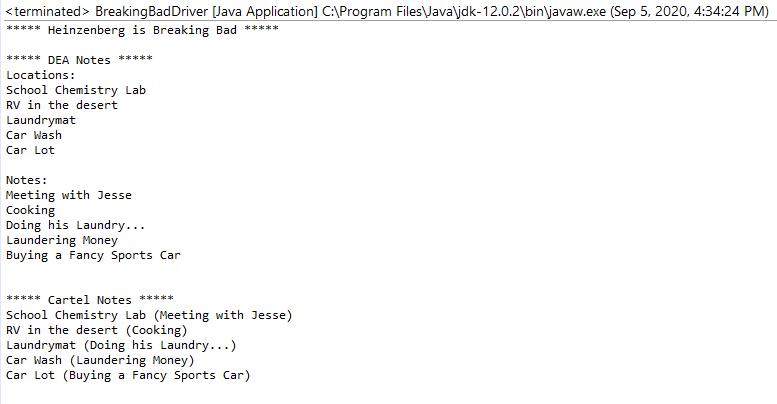 <terminated> BreakingBadDriver [Java Application] C:\Program Files\Java\jdk-12.0.2\bin\javaw.exe (Sep 5, 2020, 4:34:24 PM)
***** Heinzenberg is Breaking Bad *****
***** DEA Notes *****
Locations:
School Chemistry Lab
RV in the desert
Laundrymat
Car Wash
Car Lot
Notes:
Meeting with Jesse
Cooking
Doing his Laundry...
Laundering Money
Buying a Fancy Sports Car
***** Cartel Notes *****
School Chemistry Lab (Meeting with Jesse)
RV in the desert (Cooking)
Laundrymat (Doing his Laundry...)
Car Wash (Laundering Money)
Car Lot (Buying a Fancy Sports Car)